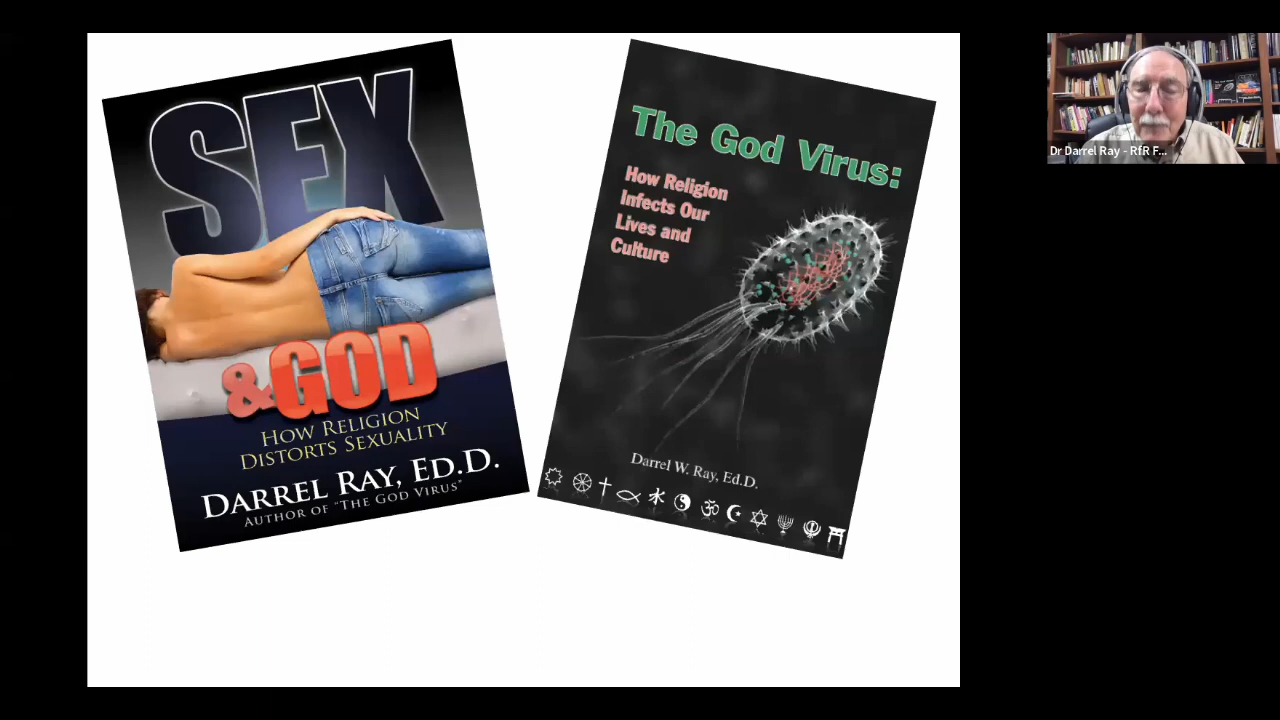 SEX
& GOD
HOW RELIGION
DISTORTS SEXUALITY
DARREL RAY, ED.D.
AUTHOR OF "THE GOD VIRUS"
The God Virus:
How Religion
Infects Our
Lives and
Culture
Darrel W. Ray, Ed.D.
Dr Darrel Ray - RfR F...